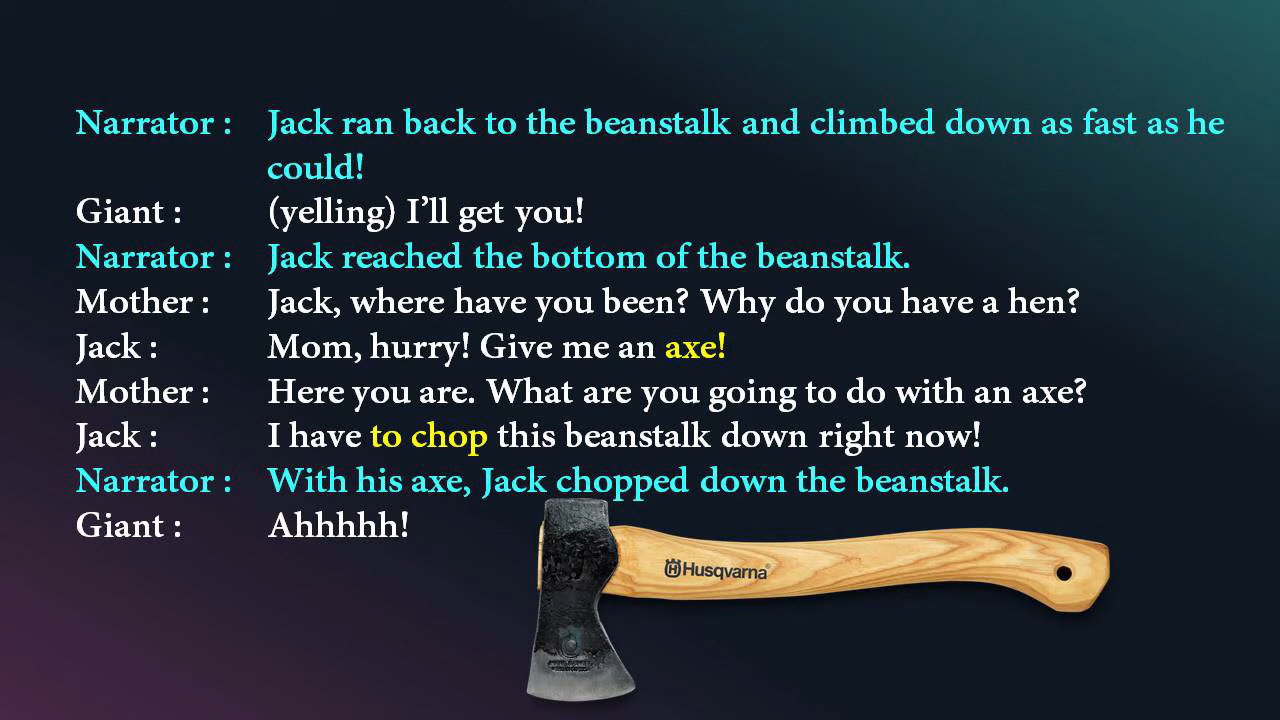 Narrator : Jack ran back to the beanstalk and climbed down as fast as he
could!
Giant : (yelling) I’ll get you!
Narrator : Jack reached the bottom of the beanstalk.
Mother : Jack, where have you been? Why do you have a hen?
Jack : Mom, hurry! Give me an axe!
Mother : Here you are. What are you going to do with an axe?
Jack : I have to chop this beanstalk down right now!
Narrator : With his axe, Jack chopped down the beanstalk.
Giant : Ahhhhh!
Husqvarna®